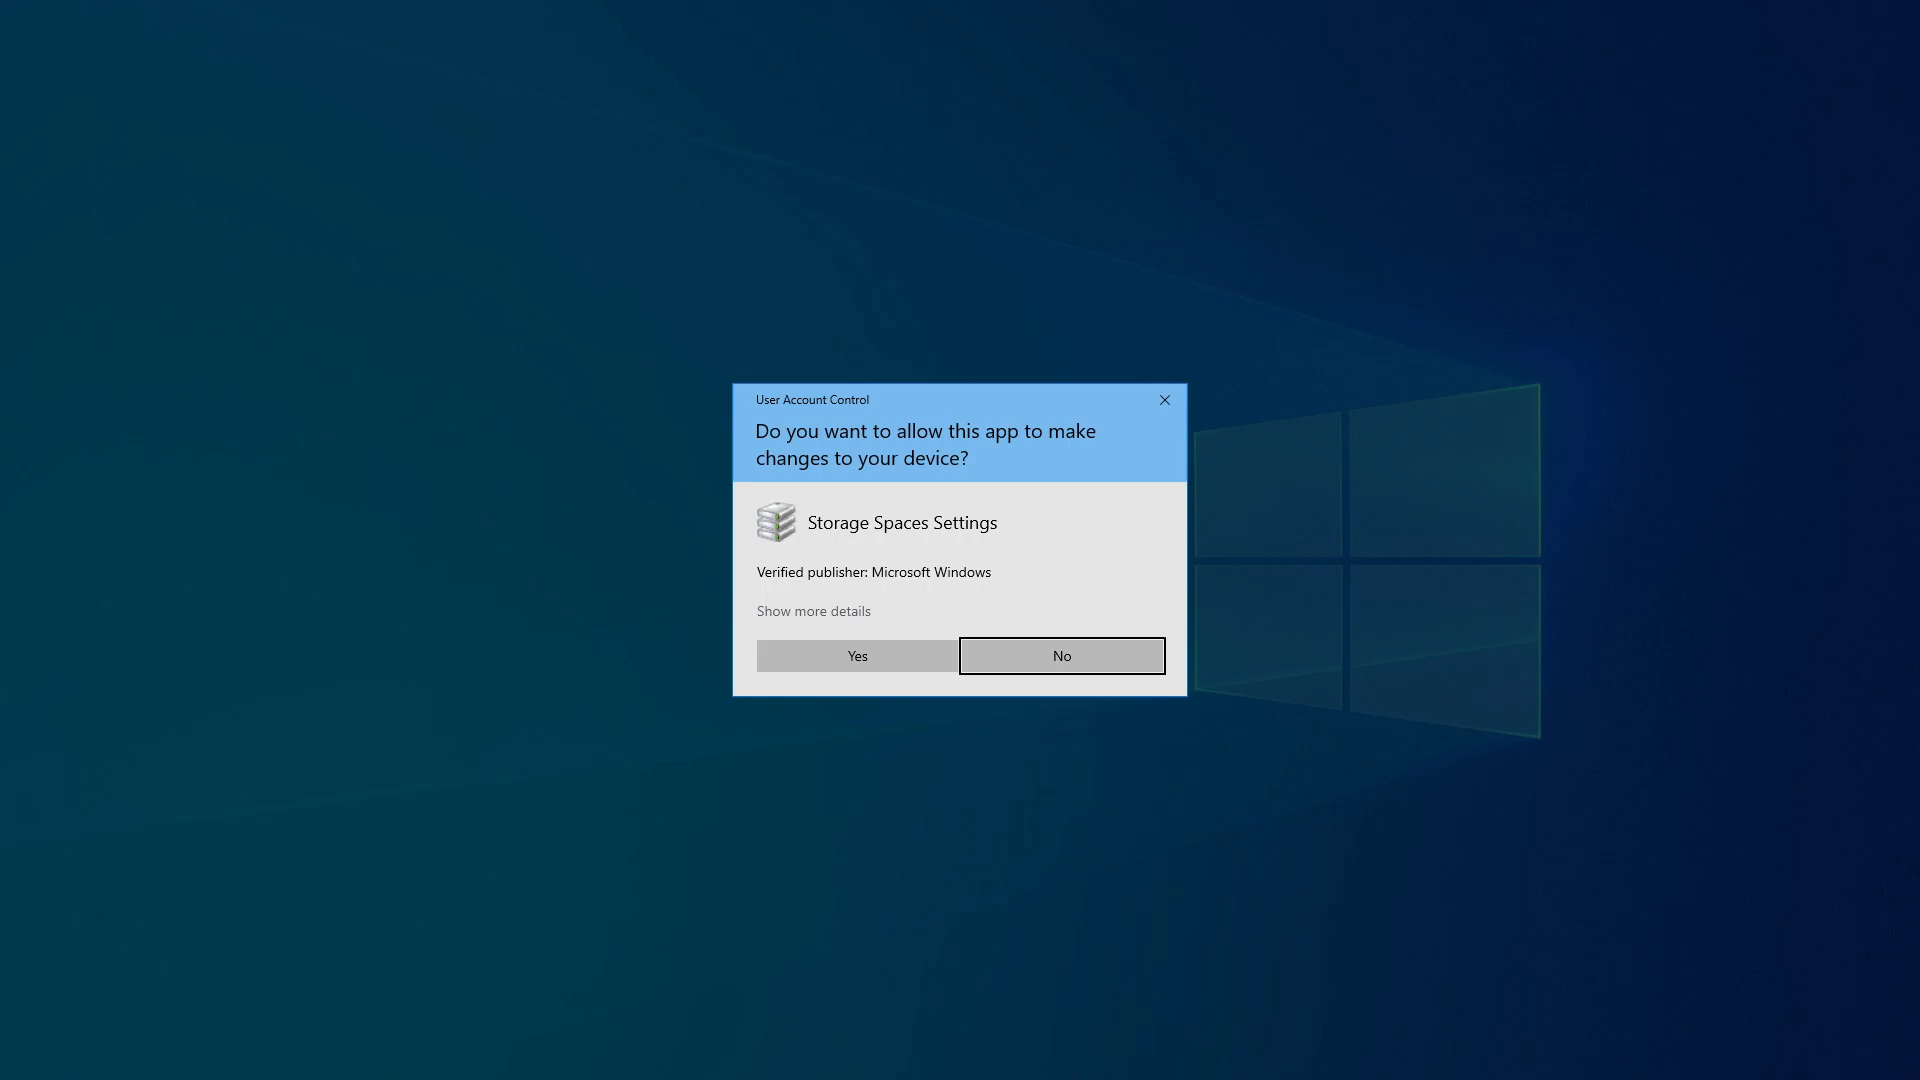 User Account Control
Do you want to allow this app to make
changes to your device?
Storage Spaces Settings
Verified publisher: Microsoft Windows
Show more details
Yes
No